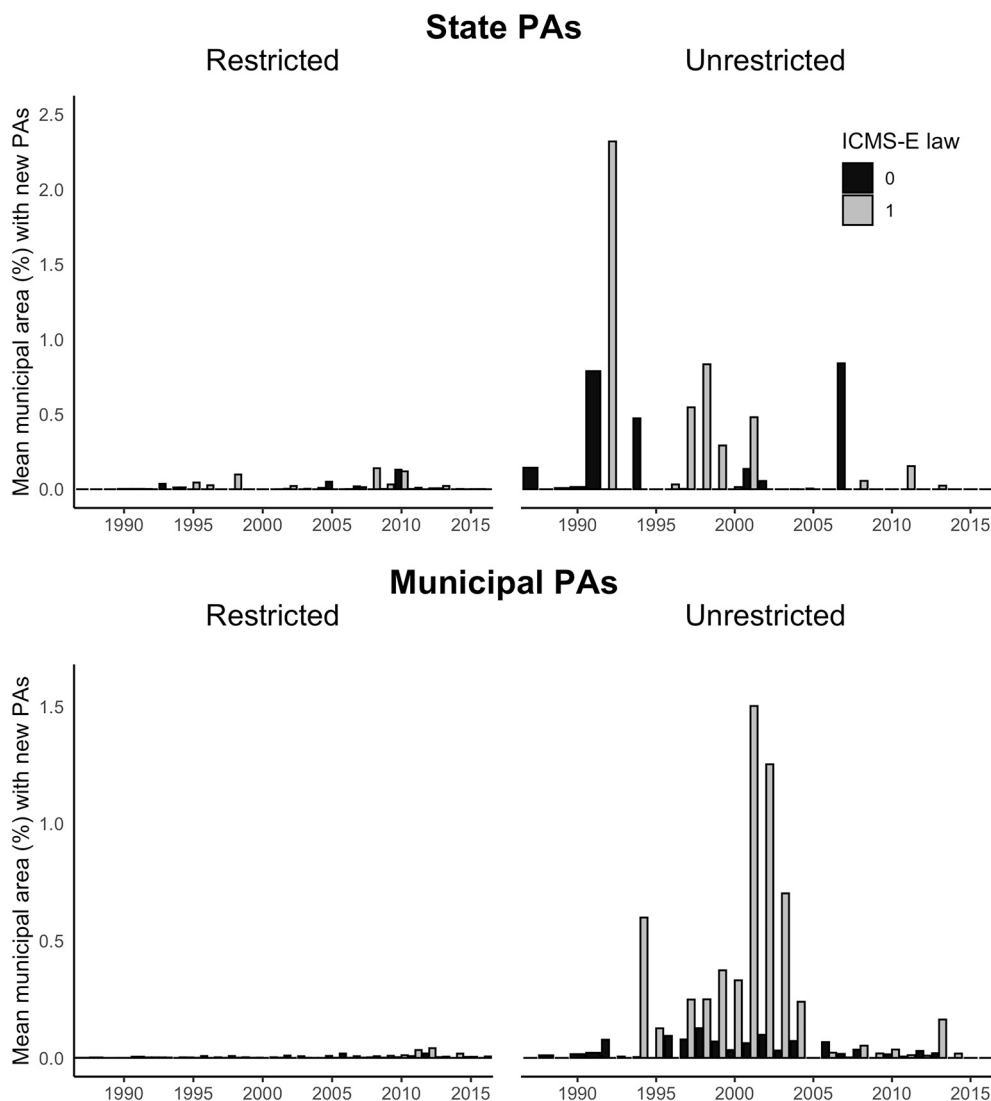 State PAs
Restricted
Unrestricted
Mean municipal area (%) with new PAs
2.5
2.0
1.5
1.0
0.5
0.0
ICMS-E law
0
1
1990 1995 2000 2005 2010 2015
1990 1995 2000 2005 2010 2015
Municipal PAs
Restricted
Unrestricted
Mean municipal area (%) with new PAs
1.5
1.0
0.5
0.0
1990 1995 2000 2005 2010 2015
1990 1995 2000 2005 2010 2015